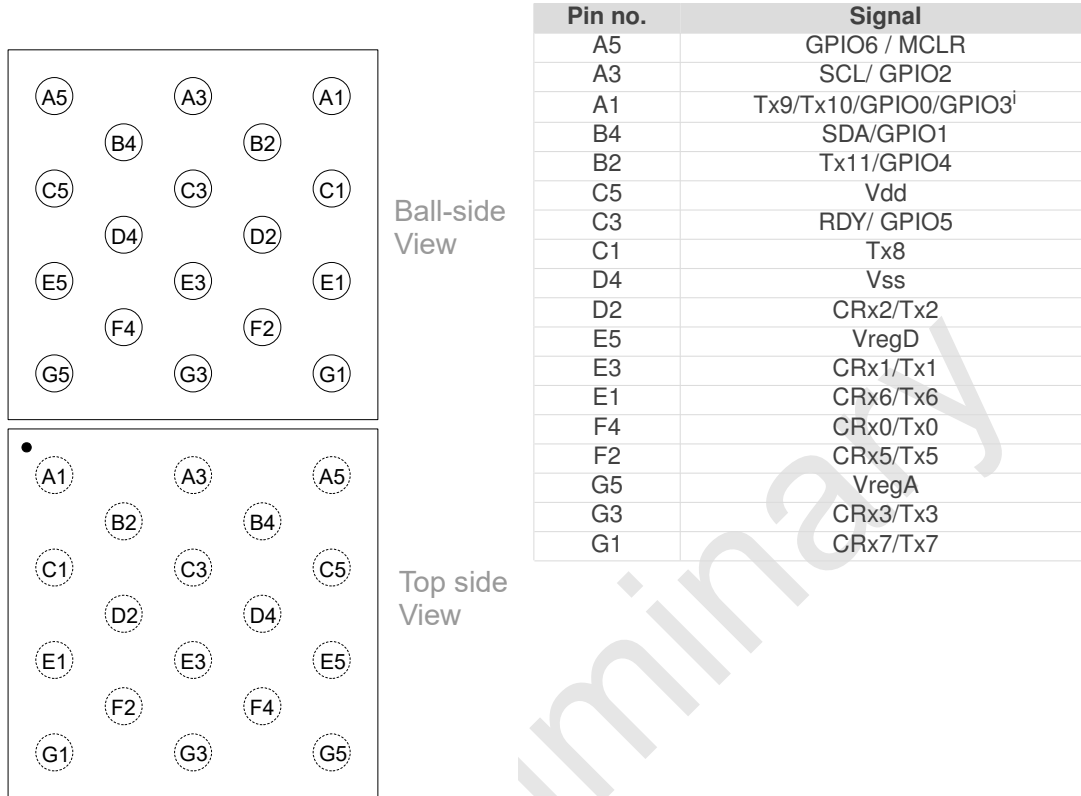 A5 A3 A1
B4 B2
C5 C3 C1
D4 D2
E5 E3 E1
F4 F2
G5 G3 G1
Ball-side
View
A1 A3 A5
B2 B4
C1 C3 C5
D2 D4
E1 E3 E5
F2 F4
G1 G3 G5
Top side
View
Pin no. Signal
A5 GPIO6 / MCLR
A3 SCL/ GPIO2
A1 Tx9/Tx10/GPIO0/GPIO3i
B4 SDA/GPIO1
B2 Tx11/GPIO4
C5 Vdd
C3 RDY/ GPIO5
C1 Tx8
D4 Vss
D2 CRx2/Tx2
E5 VregD
E3 CRx1/Tx1
E1 CRx6/Tx6
F4 CRx0/Tx0
F2 CRx5/Tx5
G5 VregA
G3 CRx3/Tx3
G1 CRx7/Tx7